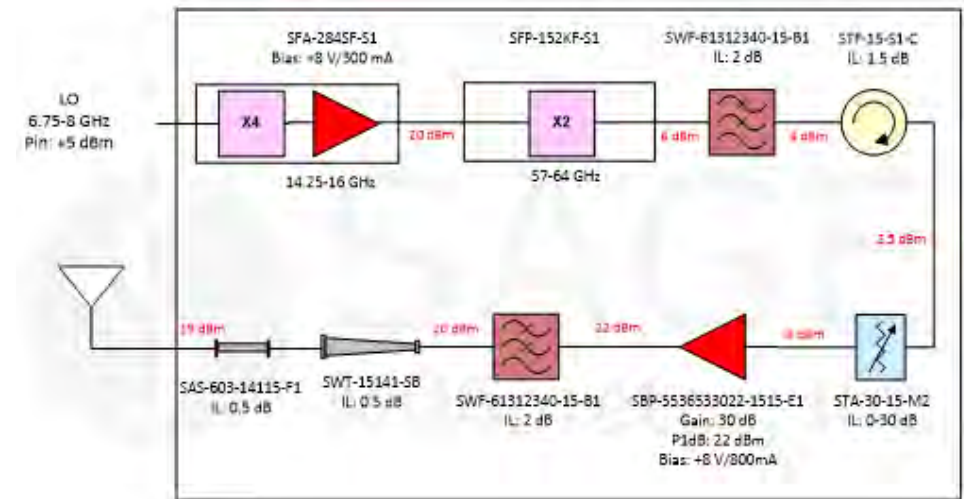 SFA-284SF-S1
Bias: +8 V/300 mA
SFP-152KF-S1
SWF-61312340-15-B1
IL: 2 dB
STF-15-S1-C
IL: 1.5 dB
LO
6.75-8 GHz
Pin: +5 dBm
X4
20 dBm
X2
6 dBm
4 dBm
14.25-16 GHz
57-64 GHz
2.5 dBm
19 dBm
20 dBm
22 dBm
dBm
SAS-603-14115-F1
IL: 0.5 dB
SWT-15141-SB
IL: 0.5 dB
SWF-61312340-15-B1
IL: 2 dB
SBP-5536533022-1515-E1
Gain: 30 dB
P1dB: 22 dBm
Bias: +8 V/800mA
STA-30-15-M2
IL: 0-30 dB